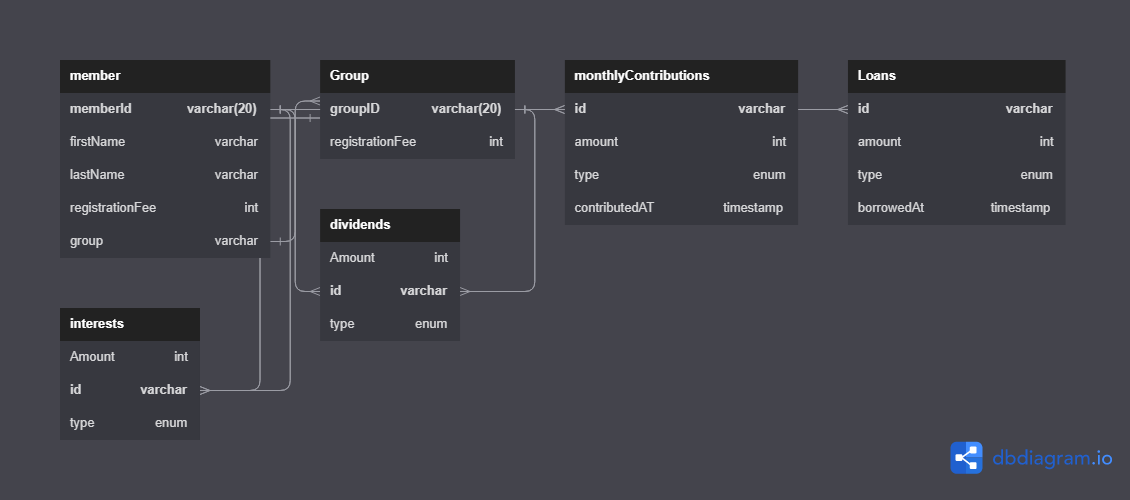 member
memberId varchar(20)
firstName varchar
lastName varchar
registrationFee int
group varchar
Group
groupID varchar(20)
registrationFee int
monthlyContributions
id varchar
amount int
type enum
contributedAT timestamp
Loans
id varchar
amount int
type enum
borrowedAt timestamp
dividends
Amount int
id varchar
type enum
interests
Amount int
id varchar
type enum
dbdiagram.io